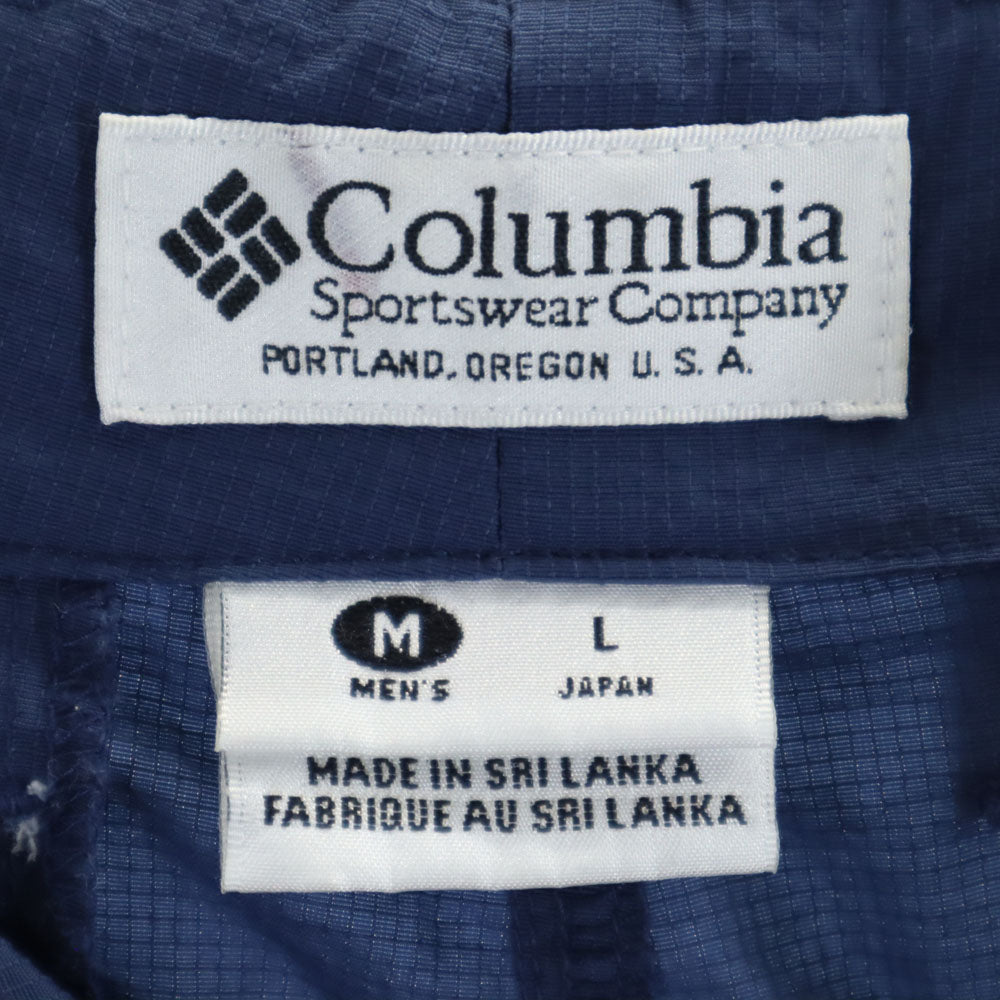 Columbia
Sportswear Company
PORTLAND, OREGON U. S. A.
M L
MEN'S JAPAN
MADE IN SRI LANKA
FABRIQUE AU SRI LANKA